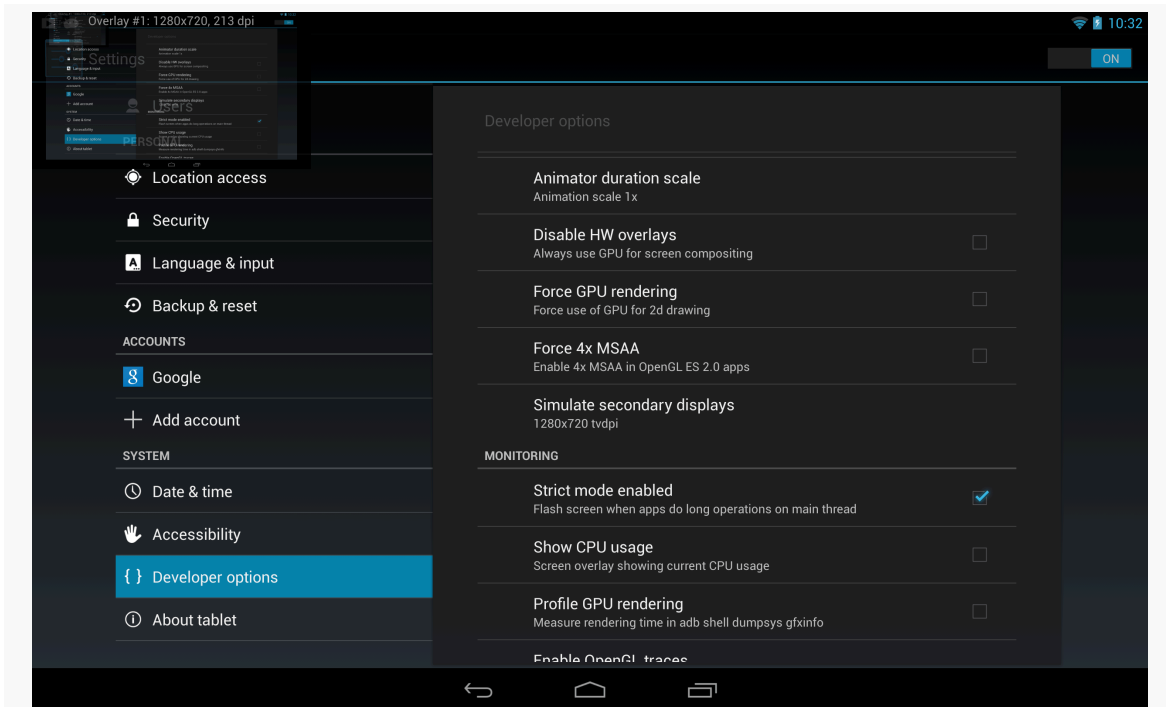 Overlay #1: 1280x720, 213 dpi
10:32
Settings
ON
Users
PERSONAL
Location access
Security
Language & input
Backup & reset
ACCOUNTS
Google
Add account
SYSTEM
Date & time
Accessibility
{ } Developer options
About tablet
Developer options
Animator duration scale
Animation scale 1x
Disable HW overlays
Always use GPU for screen compositing
Force GPU rendering
Force use of GPU for 2d drawing
Force 4x MSAA
Enable 4x MSAA in OpenGL ES 2.0 apps
Simulate secondary displays
1280x720 tvdpi
MONITORING
Strict mode enabled
Flash screen when apps do long operations on main thread
Show CPU usage
Screen overlay showing current CPU usage
Profile GPU rendering
Measure rendering time in adb shell dumpsys gfxinfo
Enable OpenGL traces